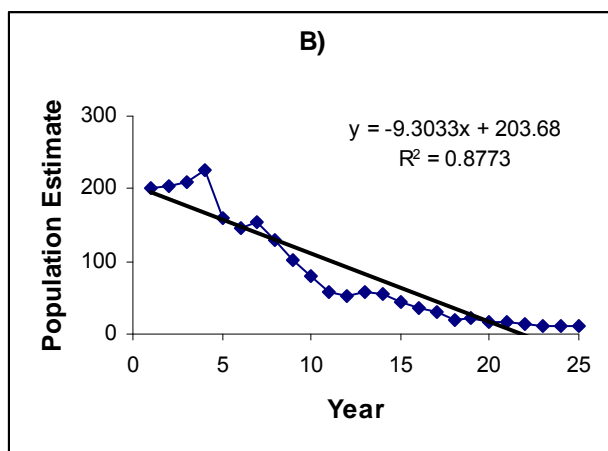 B)
300
y = -9.3033x + 203.68
R² = 0.8773
200
100
0
Population Estimate
0 5 10 15 20 25
Year